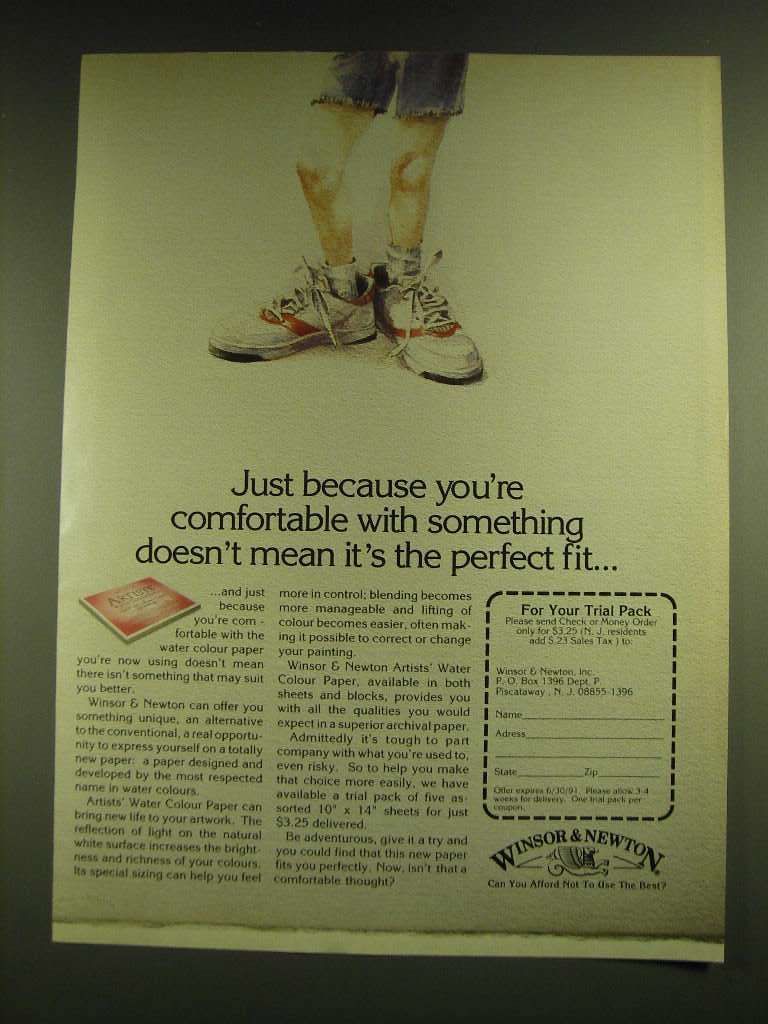 Just because you're
comfortable with something
doesn't mean it's the perfect fit...
ARTISTS'
...and just
because
you're com -
fortable with the
water colour paper
you're now using doesn't mean
there isn't something that may suit
you better.
Winsor & Newton can offer you
something unique, an alternative
to the conventional, a real opportu-
nity to express yourself on a totally
new paper: a paper designed and
developed by the most respected
name in water colours.
Artists' Water Colour Paper can
bring new life to your artwork. The
reflection of light on the natural
white surface increases the bright-
ness and richness of your colours.
Its special sizing can help you feel
more in control; blending becomes
more manageable and lifting of
colour becomes easier, often mak-
ing it possible to correct or change
your painting.
Winsor & Newton Artists' Water
Colour Paper, available in both
sheets and blocks, provides you
with all the qualities you would
expect in a superior archival paper.
Admittedly it's tough to part
company with what you're used to,
even risky. So to help you make
that choice more easily, we have
available a trial pack of five as-
sorted 10" x 14" sheets for just
$3.25 delivered.
Be adventurous, give it a try and
you could find that this new paper
fits you perfectly. Now, isn't that a
comfortable thought?
For Your Trial Pack
Please send Check or Money Order
only for $3.25 (N. J. residents
add $.23 Sales Tax ) to:
Winsor & Newton, Inc.
P. O. Box 1396 Dept. P
Piscataway , N. J. 08855-1396
Name
Adress
State Zip
Offer expires 6/30/91. Please allow 3-4
weeks for delivery. One trial pack per
coupon.
WINSOR & NEWTON
Can You Afford Not To Use The Best?